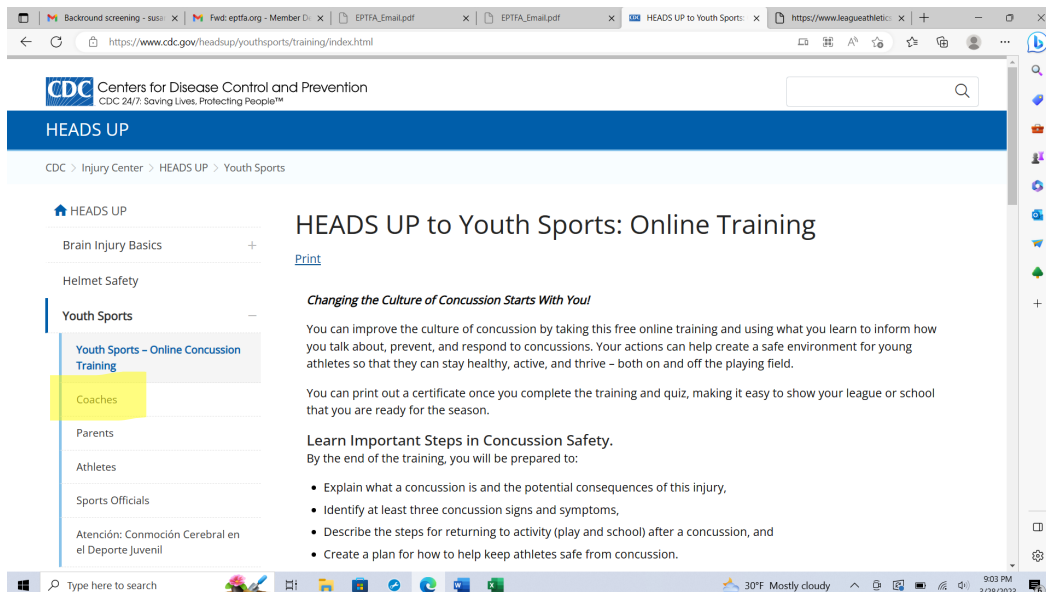 Backround screening - susa
Fwd: eptfa.org - Member De
EPTFA_Email.pdf
EPTFA_Email.pdf
HEADS UP to Youth Sports:
https://www.leagueathletic
https://www.cdc.gov/headsup/youthsports/training/index.html
CDC Centers for Disease Control and Prevention
CDC 24/7: Saving Lives, Protecting People™
HEADS UP
CDC > Injury Center > HEADS UP > Youth Sports
HEADS UP
Brain Injury Basics
Helmet Safety
Youth Sports
Youth Sports – Online Concussion
Training
Coaches
Parents
Athletes
Sports Officials
Atención: Conmoción Cerebral en
el Deporte Juvenil
HEADS UP to Youth Sports: Online Training
Print
Changing the Culture of Concussion Starts With You!
You can improve the culture of concussion by taking this free online training and using what you learn to inform how
you talk about, prevent, and respond to concussions. Your actions can help create a safe environment for young
athletes so that they can stay healthy, active, and thrive – both on and off the playing field.
You can print out a certificate once you complete the training and quiz, making it easy to show your league or school
that you are ready for the season.
Learn Important Steps in Concussion Safety.
By the end of the training, you will be prepared to:
• Explain what a concussion is and the potential consequences of this injury,
• Identify at least three concussion signs and symptoms,
• Describe the steps for returning to activity (play and school) after a concussion, and
• Create a plan for how to help keep athletes safe from concussion.
Type here to search
30°F Mostly cloudy
9:03 PM
3/28/2023